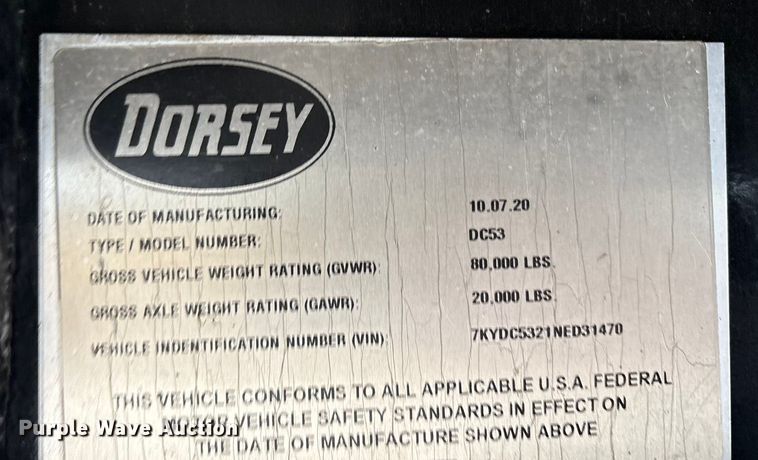 DORSEY
DATE OF MANUFACTURING: 10.07.20
TYPE / MODEL NUMBER: DC53
GROSS VEHICLE WEIGHT RATING (GVWR): 80,000 LBS.
GROSS AXLE WEIGHT RATING (GAWR): 20,000 LBS.
VEHICLE INDENTIFICATION NUMBER (VIN): 7KYDC5321NED31470
THIS VEHICLE CONFORMS TO ALL APPLICABLE U.S.A. FEDERAL
MOTOR VEHICLE SAFETY STANDARDS IN EFFECT ON
THE DATE OF MANUFACTURE SHOWN ABOVE
Purple Wave Auction